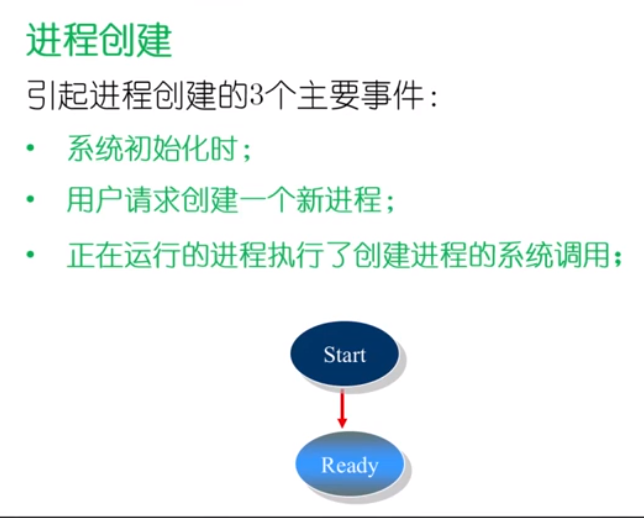 进程创建
引起进程创建的3个主要事件：
• 系统初始化时；
• 用户请求创建一个新进程；
• 正在运行的进程执行了创建进程的系统调用；
Start
Ready